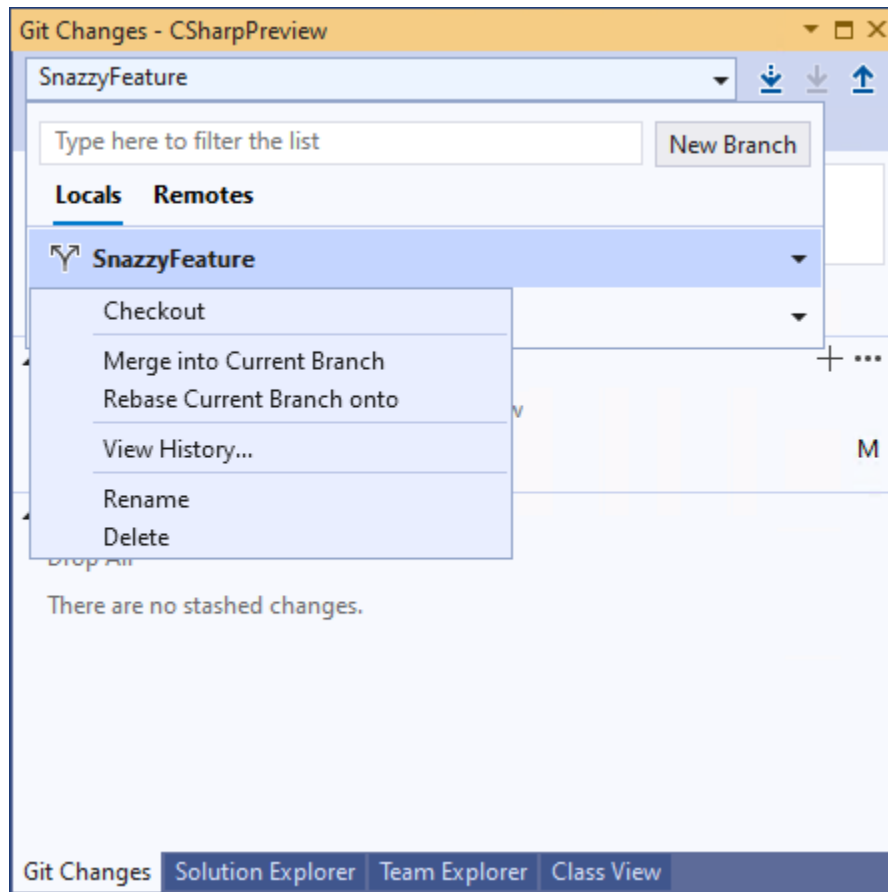 Git Changes - CSharpPreview
SnazzyFeature
Type here to filter the list
New Branch
Locals Remotes
SnazzyFeature
Checkout
Merge into Current Branch
Rebase Current Branch onto
View History...
Rename
Delete
M
There are no stashed changes.
Git Changes Solution Explorer Team Explorer Class View